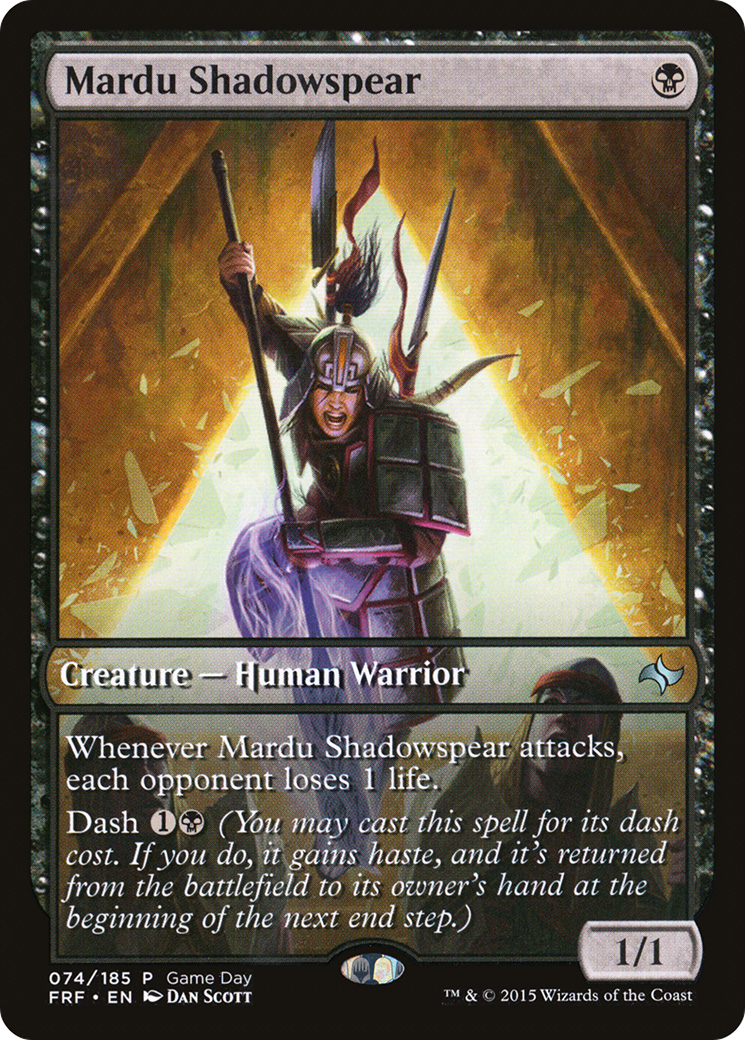 Mardu Shadowspear
Creature — Human Warrior
Whenever Mardu Shadowspear attacks,
each opponent loses 1 life.
Dash 1 (You may cast this spell for its dash
cost. If you do, it gains haste, and it's returned
from the battlefield to its owner's hand at the
beginning of the next end step.)
1/1
074/185 P Game Day
FRF • EN Dan Scott
™ & © 2015 Wizards of the Coast